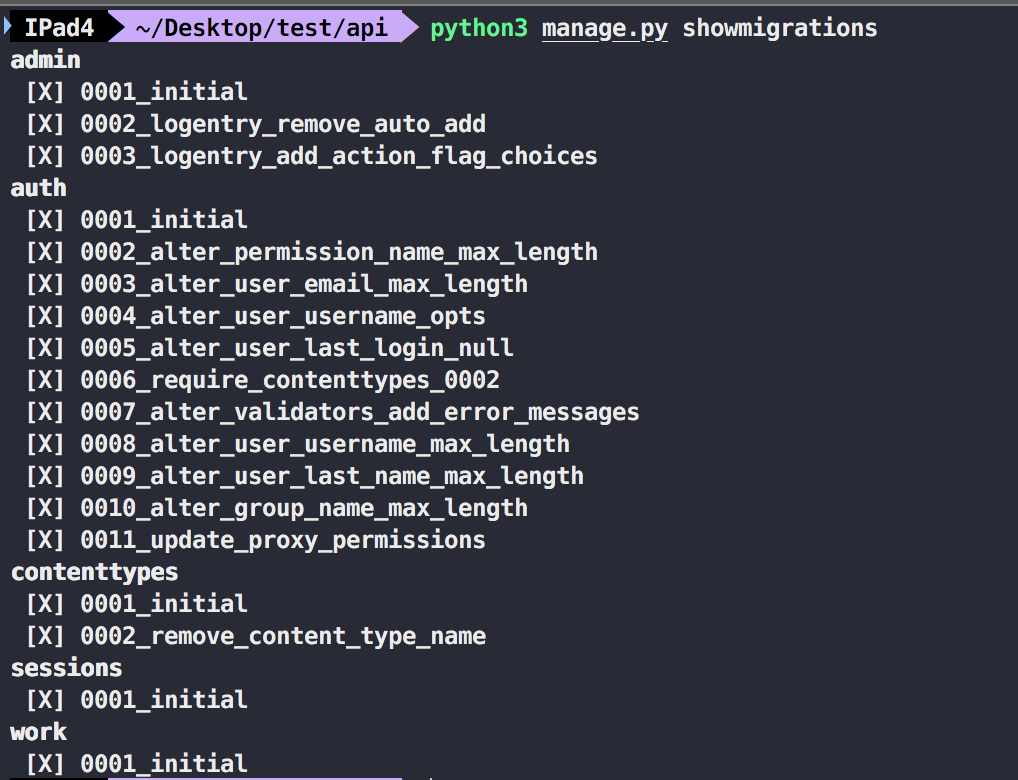 IPad4 ~/Desktop/test/api python3 manage.py showmigrations
admin
[X] 0001_initial
[X] 0002_logentry_remove_auto_add
[X] 0003_logentry_add_action_flag_choices
auth
[X] 0001_initial
[X] 0002_alter_permission_name_max_length
[X] 0003_alter_user_email_max_length
[X] 0004_alter_user_username_opts
[X] 0005_alter_user_last_login_null
[X] 0006_require_contenttypes_0002
[X] 0007_alter_validators_add_error_messages
[X] 0008_alter_user_username_max_length
[X] 0009_alter_user_last_name_max_length
[X] 0010_alter_group_name_max_length
[X] 0011_update_proxy_permissions
contenttypes
[X] 0001_initial
[X] 0002_remove_content_type_name
sessions
[X] 0001_initial
work
[X] 0001_initial